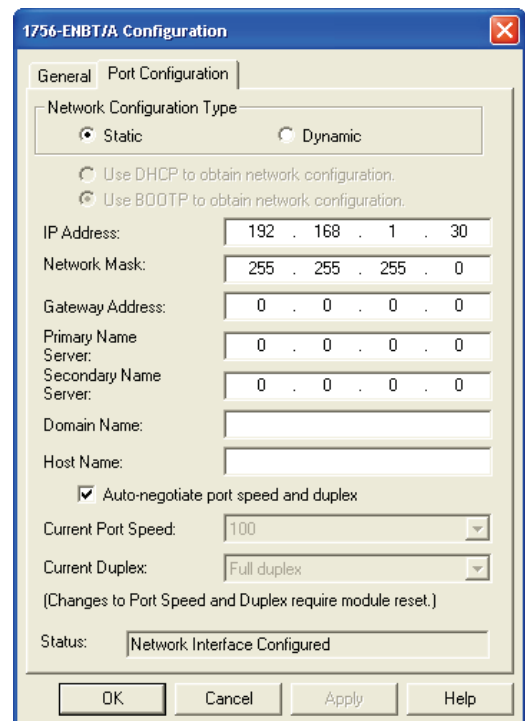 1756-ENBT/A Configuration
General Port Configuration
Network Configuration Type
Static Dynamic
Use DHCP to obtain network configuration.
Use BOOTP to obtain network configuration.
IP Address: 192 . 168 . 1 . 30
Network Mask: 255 . 255 . 255 . 0
Gateway Address: 0 . 0 . 0 . 0
Primary Name
Server: 0 . 0 . 0 . 0
Secondary Name
Server: 0 . 0 . 0 . 0
Domain Name:
Host Name:
Auto-negotiate port speed and duplex
Current Port Speed: 100
Current Duplex: Full duplex
(Changes to Port Speed and Duplex require module reset.)
Status: Network Interface Configured
OK Cancel Apply Help